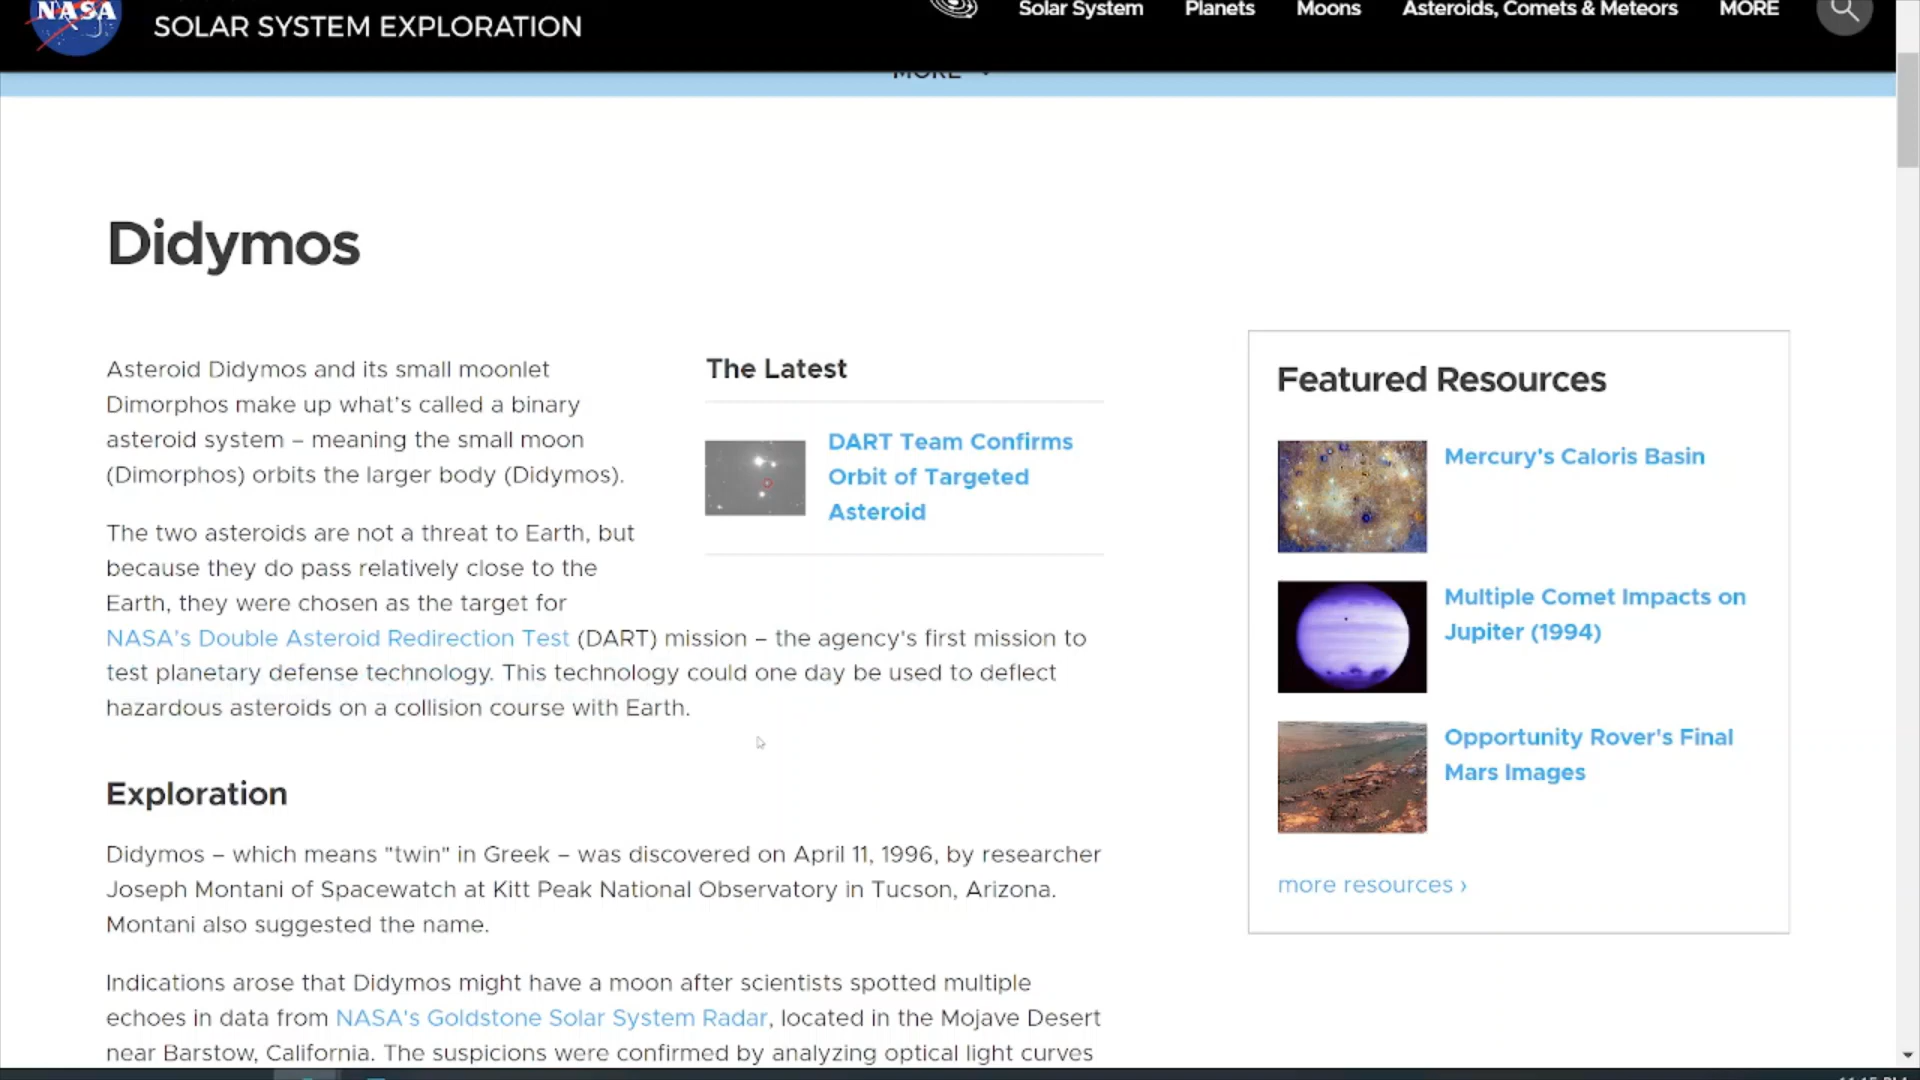 NASA
SOLAR SYSTEM EXPLORATION
Solar System
Planets
Moons
Asteroids, Comets & Meteors
MORE
MORE
Didymos
Asteroid Didymos and its small moonlet
Dimorphos make up what's called a binary
asteroid system – meaning the small moon
(Dimorphos) orbits the larger body (Didymos).
The two asteroids are not a threat to Earth, but
because they do pass relatively close to the
Earth, they were chosen as the target for
NASA's Double Asteroid Redirection Test (DART) mission – the agency's first mission to
test planetary defense technology. This technology could one day be used to deflect
hazardous asteroids on a collision course with Earth.
The Latest
DART Team Confirms
Orbit of Targeted
Asteroid
Exploration
Didymos – which means "twin" in Greek – was discovered on April 11, 1996, by researcher
Joseph Montani of Spacewatch at Kitt Peak National Observatory in Tucson, Arizona.
Montani also suggested the name.
Indications arose that Didymos might have a moon after scientists spotted multiple
echoes in data from NASA's Goldstone Solar System Radar, located in the Mojave Desert
near Barstow, California. The suspicions were confirmed by analyzing optical light curves
Featured Resources
Mercury's Caloris Basin
Multiple Comet Impacts on
Jupiter (1994)
Opportunity Rover's Final
Mars Images
more resources ›